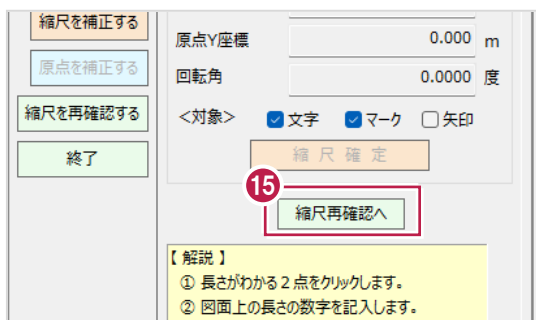 縮尺を補正する
原点を補正する
縮尺を再確認する
終了
原点Y座標 0.000 m
回転角 0.0000 度
<対象> 文字 マーク 矢印
縮 尺 確 定
⑮
縮尺再確認へ
【 解説 】
① 長さがわかる2点をクリックします。
② 図面上の長さの数字を記入します。